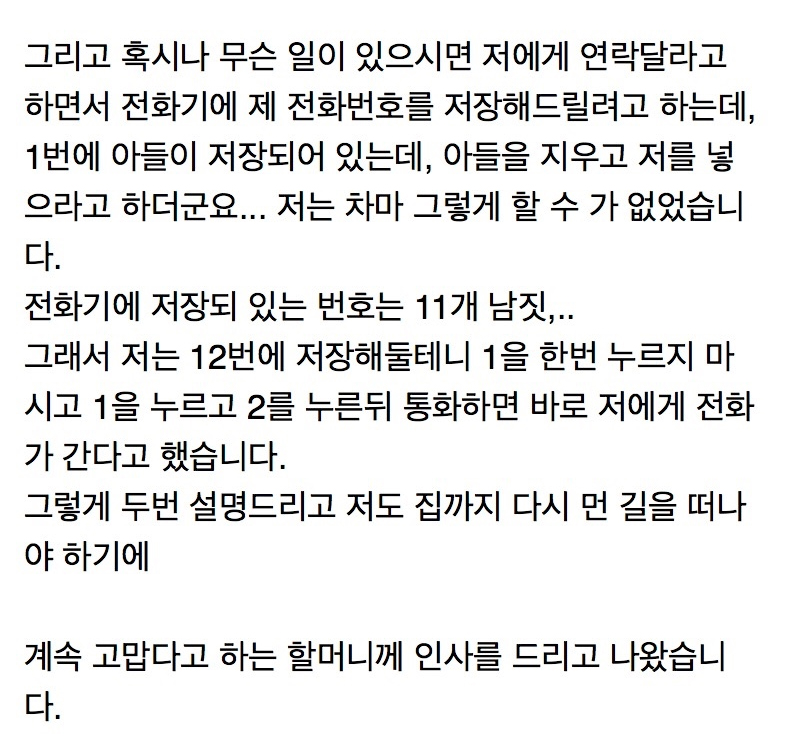 그리고 혹시나 무슨 일이 있으시면 저에게 연락달라고
하면서 전화기에 제 전화번호를 저장해드릴려고 하는데,
1번에 아들이 저장되어 있는데, 아들을 지우고 저를 넣
으라고 하더군요... 저는 차마 그렇게 할 수 가 없었습니
다.
전화기에 저장되 있는 번호는 11개 남짓,..
그래서 저는 12번에 저장해둘테니 1을 한번 누르지 마
시고 1을 누르고 2를 누른뒤 통화하면 바로 저에게 전화
가 간다고 했습니다.
그렇게 두번 설명드리고 저도 집까지 다시 먼 길을 떠나
야 하기에
계속 고맙다고 하는 할머니께 인사를 드리고 나왔습니
다.